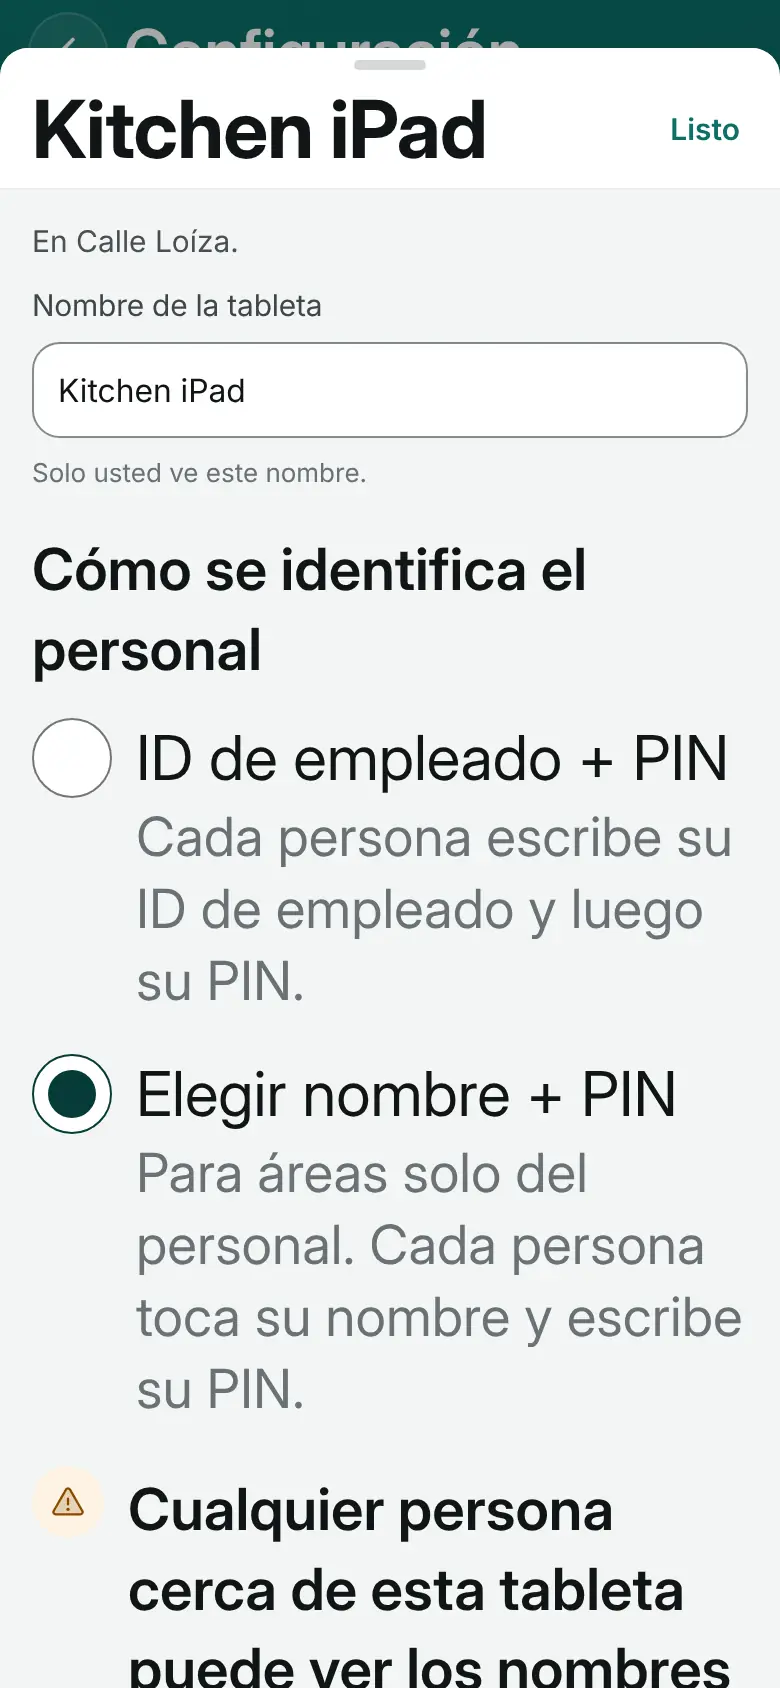 Configuración
Kitchen iPad
Listo
En Calle Loíza.
Nombre de la tableta
Kitchen iPad
Solo usted ve este nombre.
Cómo se identifica el
personal
ID de empleado + PIN
Cada persona escribe su
ID de empleado y luego
su PIN.
Elegir nombre + PIN
Para áreas solo del
personal. Cada persona
toca su nombre y escribe
su PIN.
Cualquier persona
cerca de esta tableta
puede ver los nombres